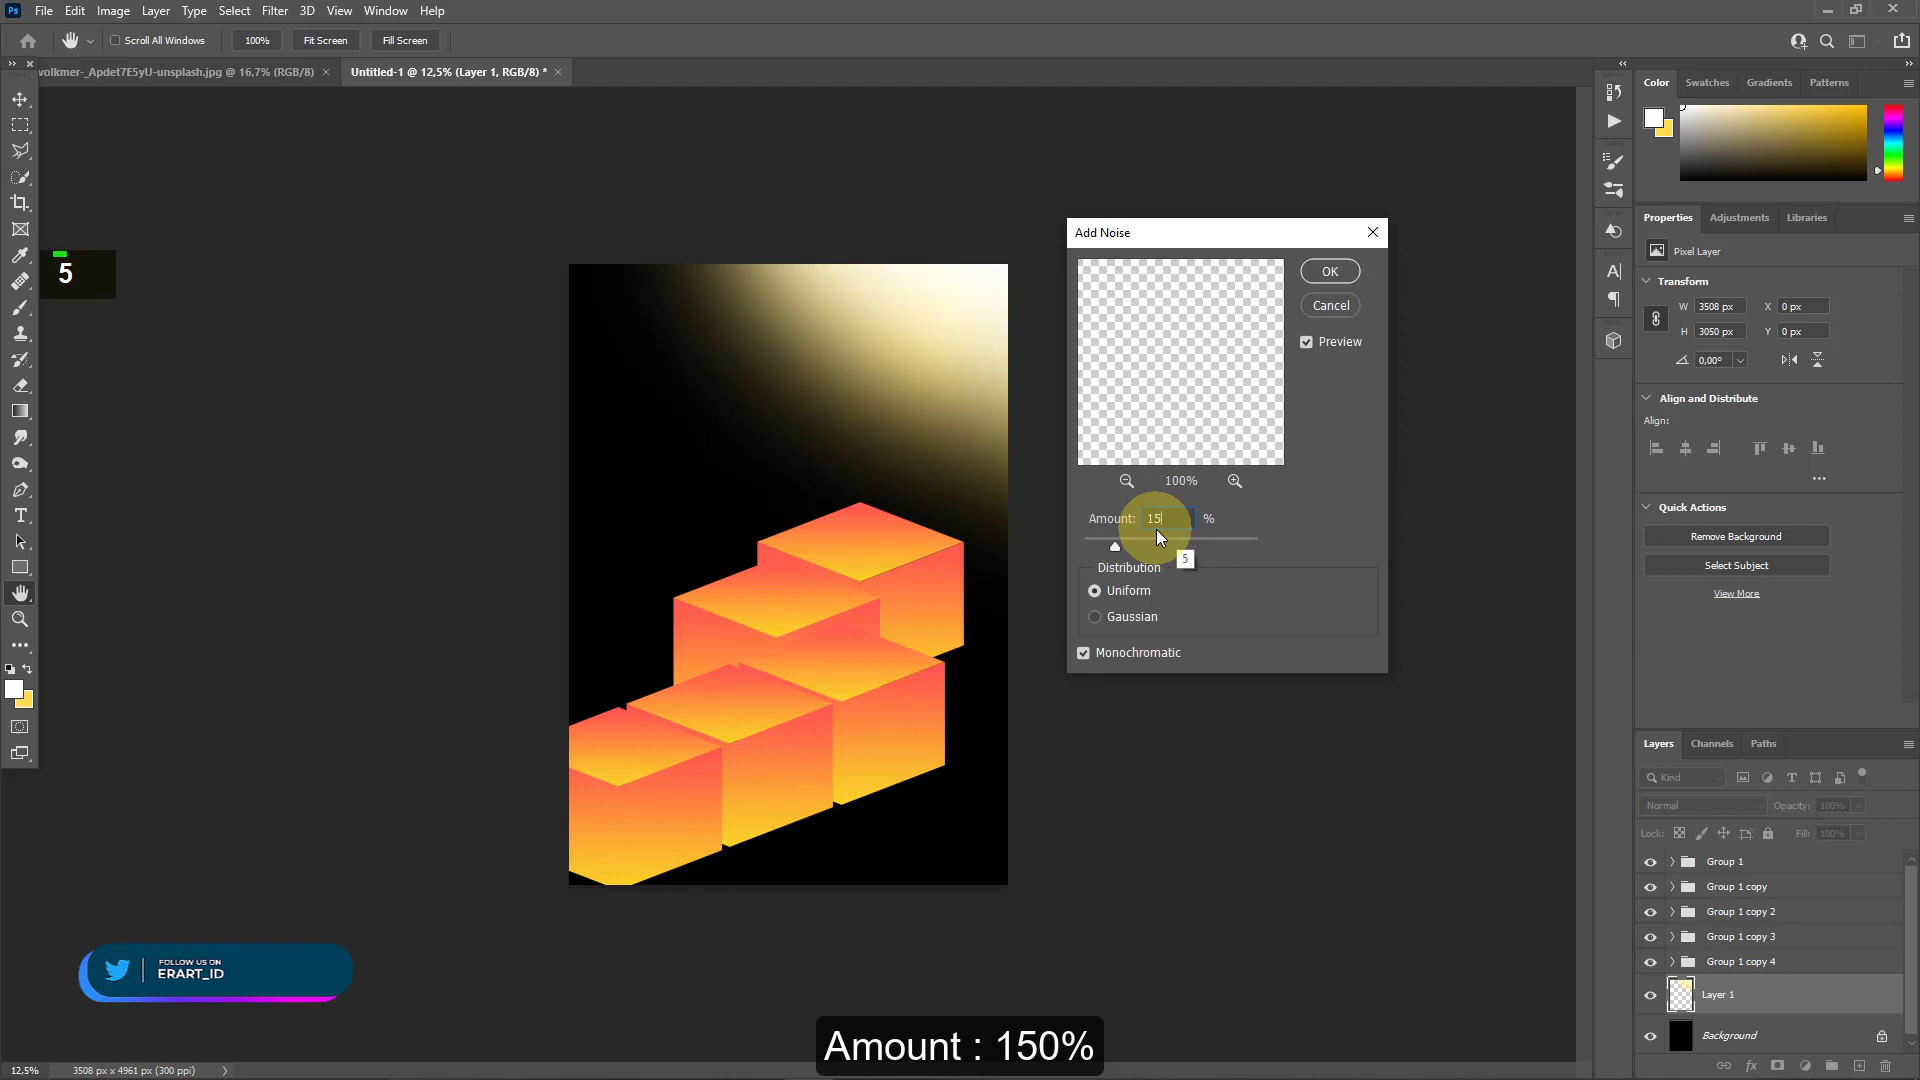 Ps File Edit Image Layer Type Select Filter 3D View Window Help
Scroll All Windows 100% Fit Screen Fill Screen
volkmer-_Apdet7E5yU-unsplash.jpg @ 16,7% (RGB/8) × Untitled-1 @ 12,5% (Layer 1, RGB/8) * ×
Color Swatches Gradients Patterns
Properties Adjustments Libraries
Pixel Layer
Transform
W 3508 px X 0 px
H 3050 px Y 0 px
0,00°
Align and Distribute
Align:
Quick Actions
Remove Background
Select Subject
View More
5
Add Noise
OK
Cancel
Preview
100%
Amount: 15 %
5
Distribution
Uniform
Gaussian
Monochromatic
Layers Channels Paths
Kind
Normal Opacity: 100%
Lock: Fill: 100%
Group 1
Group 1 copy
Group 1 copy 2
Group 1 copy 3
Group 1 copy 4
Layer 1
Background
fx
FOLLOW US ON
ERART_ID
Amount : 150%
12,5% 3508 px x 4961 px (300 ppi)